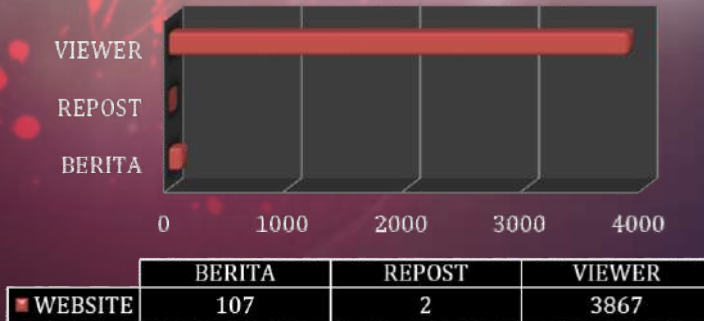 VIEWER
REPOST
BERITA
0 1000 2000 3000 4000
BERITA REPOST VIEWER
WEBSITE 107 2 3867